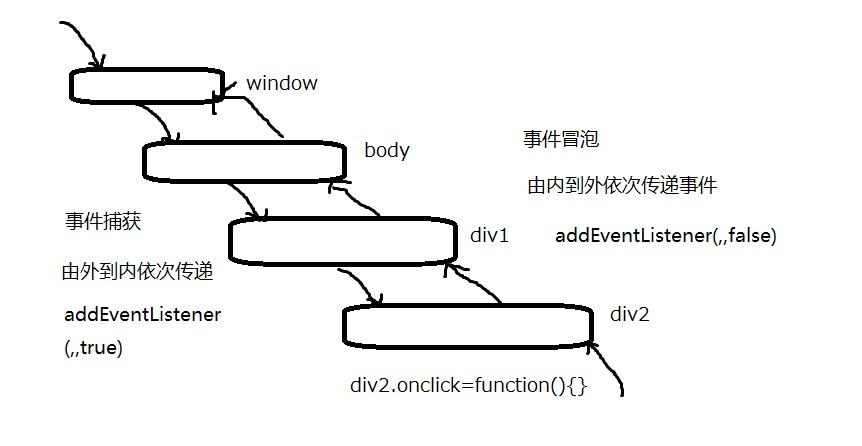 window
body
事件冒泡
由内到外依次传递事件
事件捕获
div1
addEventListener(,,false)
由外到内依次传递
addEventListener
(,,true)
div2
div2.onclick=function(){}